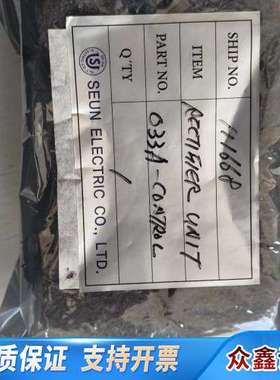 SHIP NO.
ITEM RECTIFIER UNIT
PART NO. 033A-CONTROL
Q'TY 1
SEUN ELECTRIC CO., LTD.
质保证 支持开票 众鑫